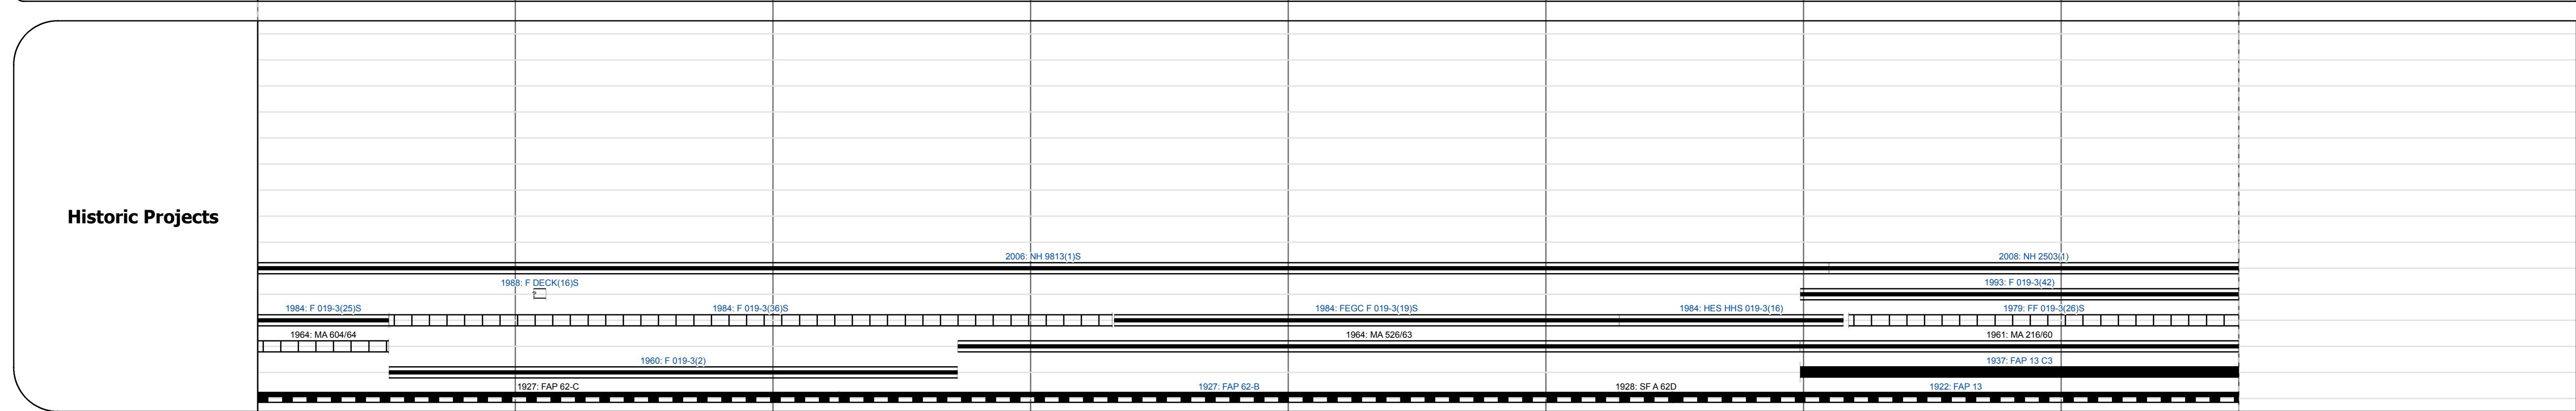 2006: NH 9813(1)S
2008: NH 2503(1)
1988: F DECK(16)S
1993: F 019-3(42)
?
1984: F 019-3(25)S
1984: F 019-3(36)S
1984: FEGC F 019-3(19)S
1984: HES HHS 019-3(16)
1979: FF 019-3(26)S
1964: MA 604/64
1964: MA 526/63
1961: MA 216/60
1960: F 019-3(2)
1937: FAP 13 C3
1927: FAP 62-C
1927: FAP 62-B
1928: SF A 62D
1922: FAP 13
Historic Projects